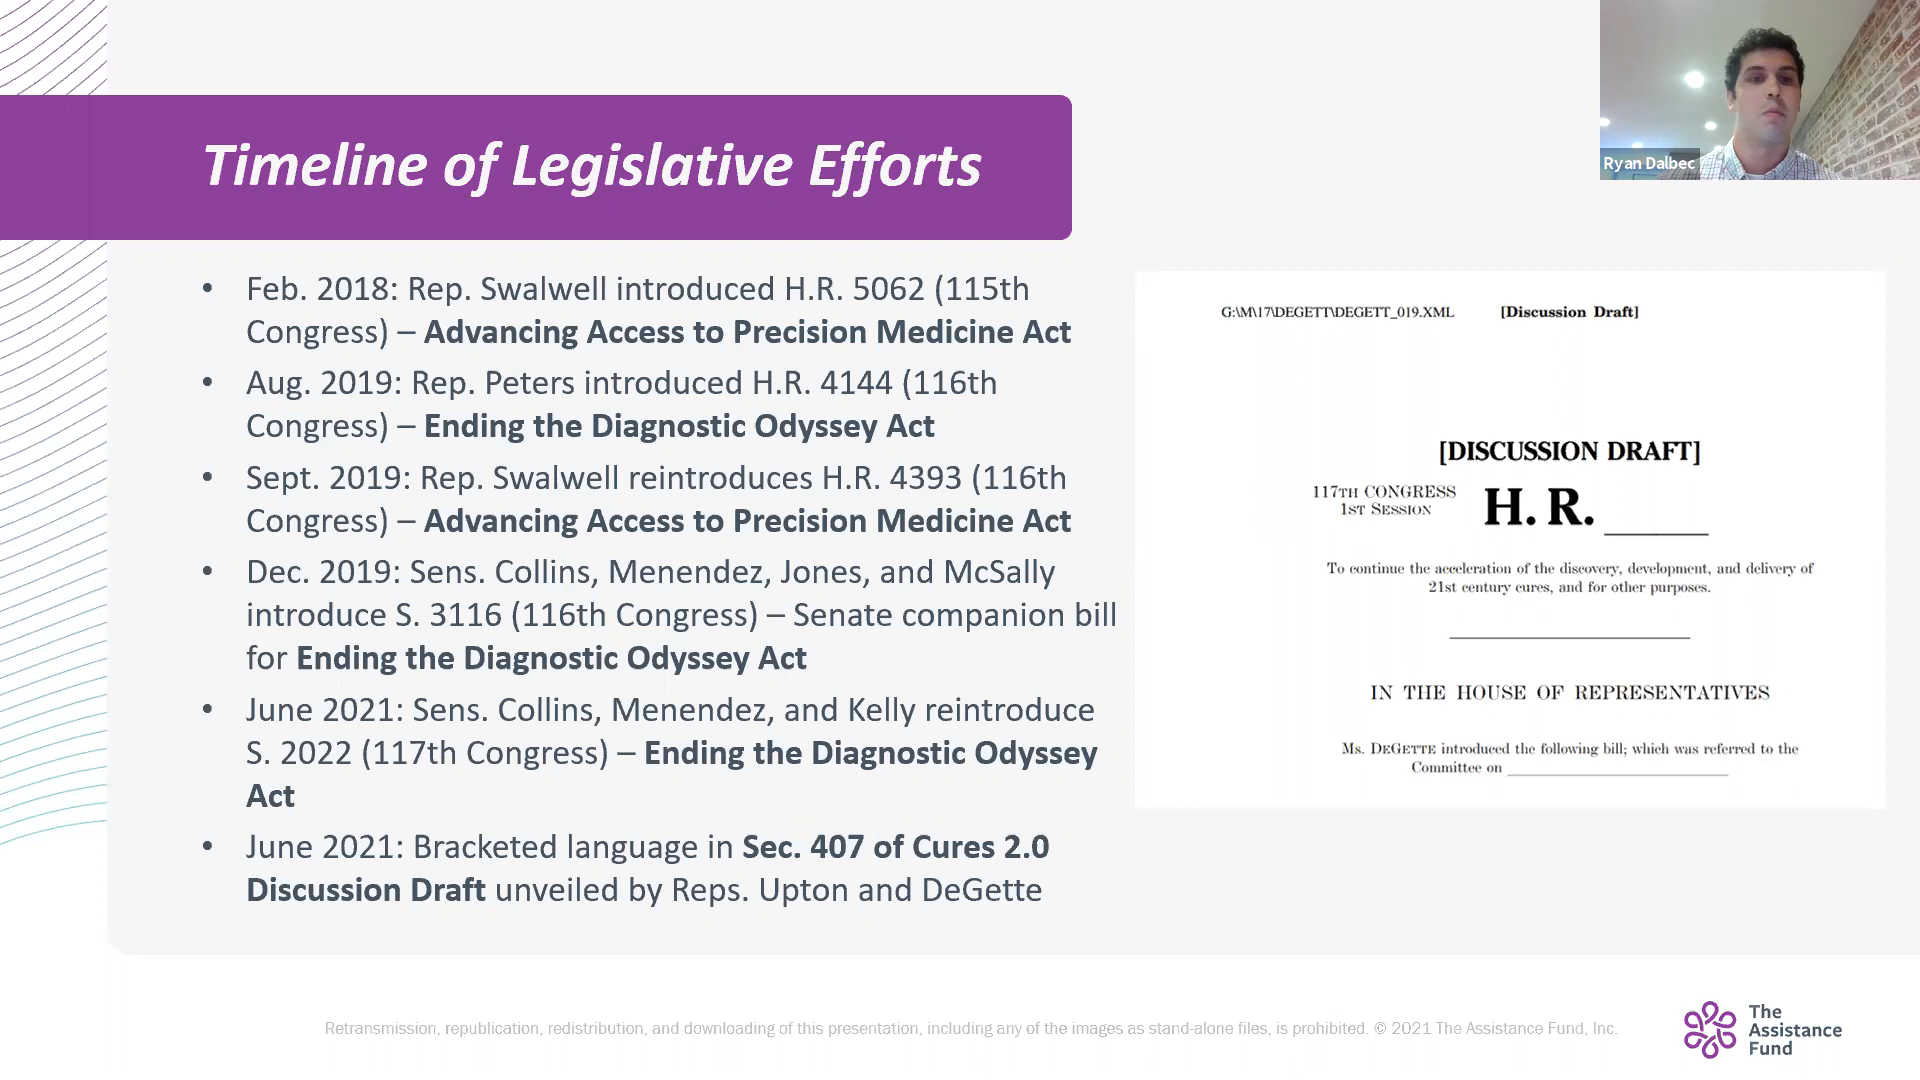 Timeline of Legislative Efforts
Ryan Dalbec
• Feb. 2018: Rep. Swalwell introduced H.R. 5062 (115th
Congress) – Advancing Access to Precision Medicine Act
• Aug. 2019: Rep. Peters introduced H.R. 4144 (116th
Congress) – Ending the Diagnostic Odyssey Act
• Sept. 2019: Rep. Swalwell reintroduces H.R. 4393 (116th
Congress) – Advancing Access to Precision Medicine Act
• Dec. 2019: Sens. Collins, Menendez, Jones, and McSally
introduce S. 3116 (116th Congress) – Senate companion bill
for Ending the Diagnostic Odyssey Act
• June 2021: Sens. Collins, Menendez, and Kelly reintroduce
S. 2022 (117th Congress) – Ending the Diagnostic Odyssey
Act
• June 2021: Bracketed language in Sec. 407 of Cures 2.0
Discussion Draft unveiled by Reps. Upton and DeGette
G:\M\17\DEGETT\DEGETT_019.XML [Discussion Draft]
[DISCUSSION DRAFT]
117TH CONGRESS
1ST SESSION
H. R. ______
To continue the acceleration of the discovery, development, and delivery of
21st century cures, and for other purposes.
IN THE HOUSE OF REPRESENTATIVES
Ms. DEGETTE introduced the following bill; which was referred to the
Committee on ______________
Retransmission, republication, redistribution, and downloading of this presentation, including any of the images as stand-alone files, is prohibited. © 2021 The Assistance Fund, Inc.
The
Assistance
Fund